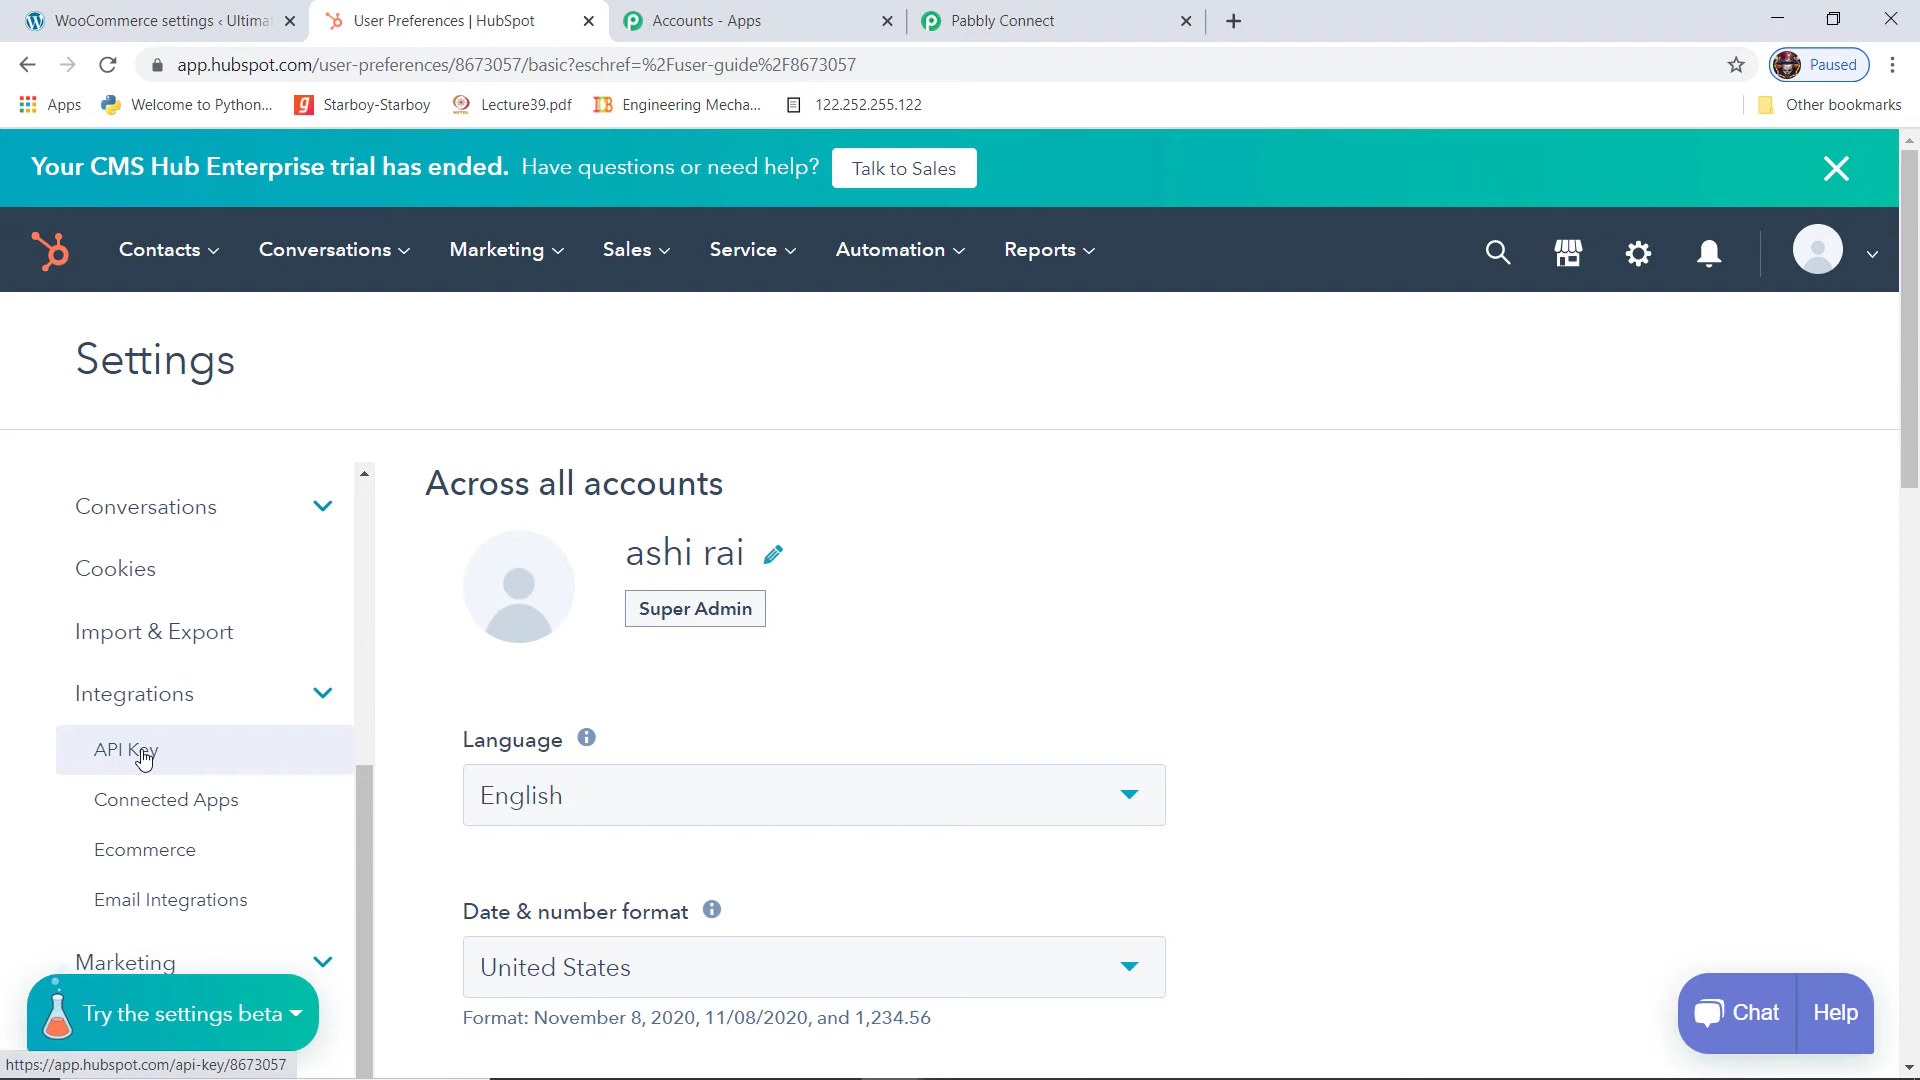 WooCommerce settings ‹ Ultima
User Preferences | HubSpot
Accounts - Apps
Pabbly Connect
app.hubspot.com/user-preferences/8673057/basic?eschref=%2Fuser-guide%2F8673057
Paused
Apps
Welcome to Python...
Starboy-Starboy
Lecture39.pdf
Engineering Mecha...
122.252.255.122
Other bookmarks
Your CMS Hub Enterprise trial has ended. Have questions or need help?
Talk to Sales
Contacts
Conversations
Marketing
Sales
Service
Automation
Reports
Settings
Conversations
Cookies
Import & Export
Integrations
API Key
Connected Apps
Ecommerce
Email Integrations
Marketing
Try the settings beta
https://app.hubspot.com/api-key/8673057
Across all accounts
ashi rai
Super Admin
Language
English
Date & number format
United States
Format: November 8, 2020, 11/08/2020, and 1,234.56
Chat
Help